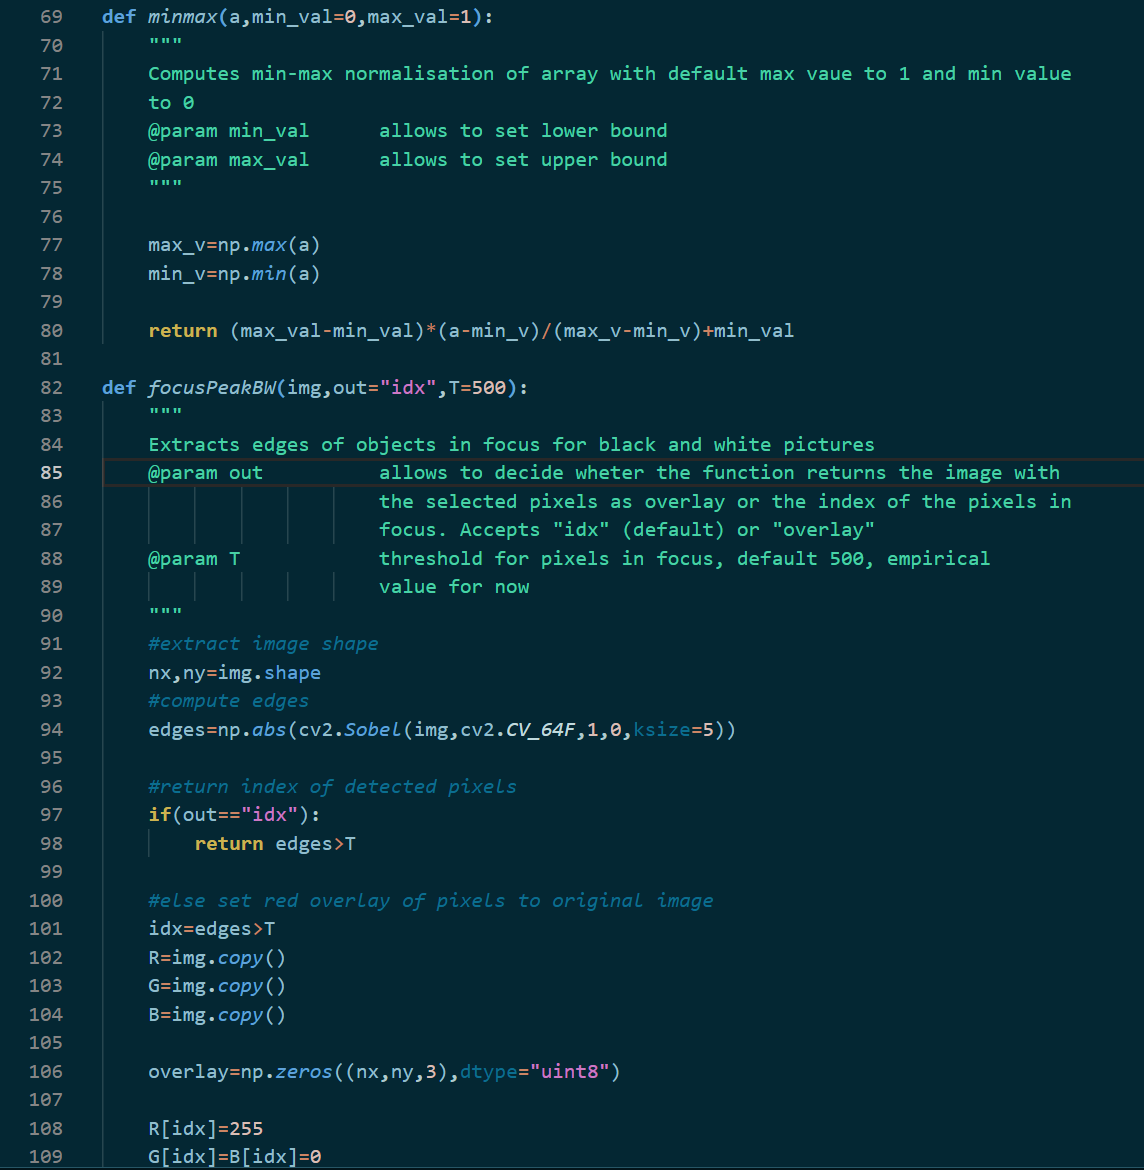 69 def minmax(a,min_val=0,max_val=1):
70     """
71     Computes min-max normalisation of array with default max vaue to 1 and min value
72     to 0
73     @param min_val      allows to set lower bound
74     @param max_val      allows to set upper bound
75     """
76
77     max_v=np.max(a)
78     min_v=np.min(a)
79
80     return (max_val-min_val)*(a-min_v)/(max_v-min_v)+min_val
81
82 def focusPeakBW(img,out="idx",T=500):
83     """
84     Extracts edges of objects in focus for black and white pictures
85     @param out          allows to decide wheter the function returns the image with
86                         the selected pixels as overlay or the index of the pixels in
87                         focus. Accepts "idx" (default) or "overlay"
88     @param T            threshold for pixels in focus, default 500, empirical
89                         value for now
90     """
91     #extract image shape
92     nx,ny=img.shape
93     #compute edges
94     edges=np.abs(cv2.Sobel(img,cv2.CV_64F,1,0,ksize=5))
95
96     #return index of detected pixels
97     if(out=="idx"):
98         return edges>T
99
100     #else set red overlay of pixels to original image
101     idx=edges>T
102     R=img.copy()
103     G=img.copy()
104     B=img.copy()
105
106     overlay=np.zeros((nx,ny,3),dtype="uint8")
107
108     R[idx]=255
109     G[idx]=B[idx]=0